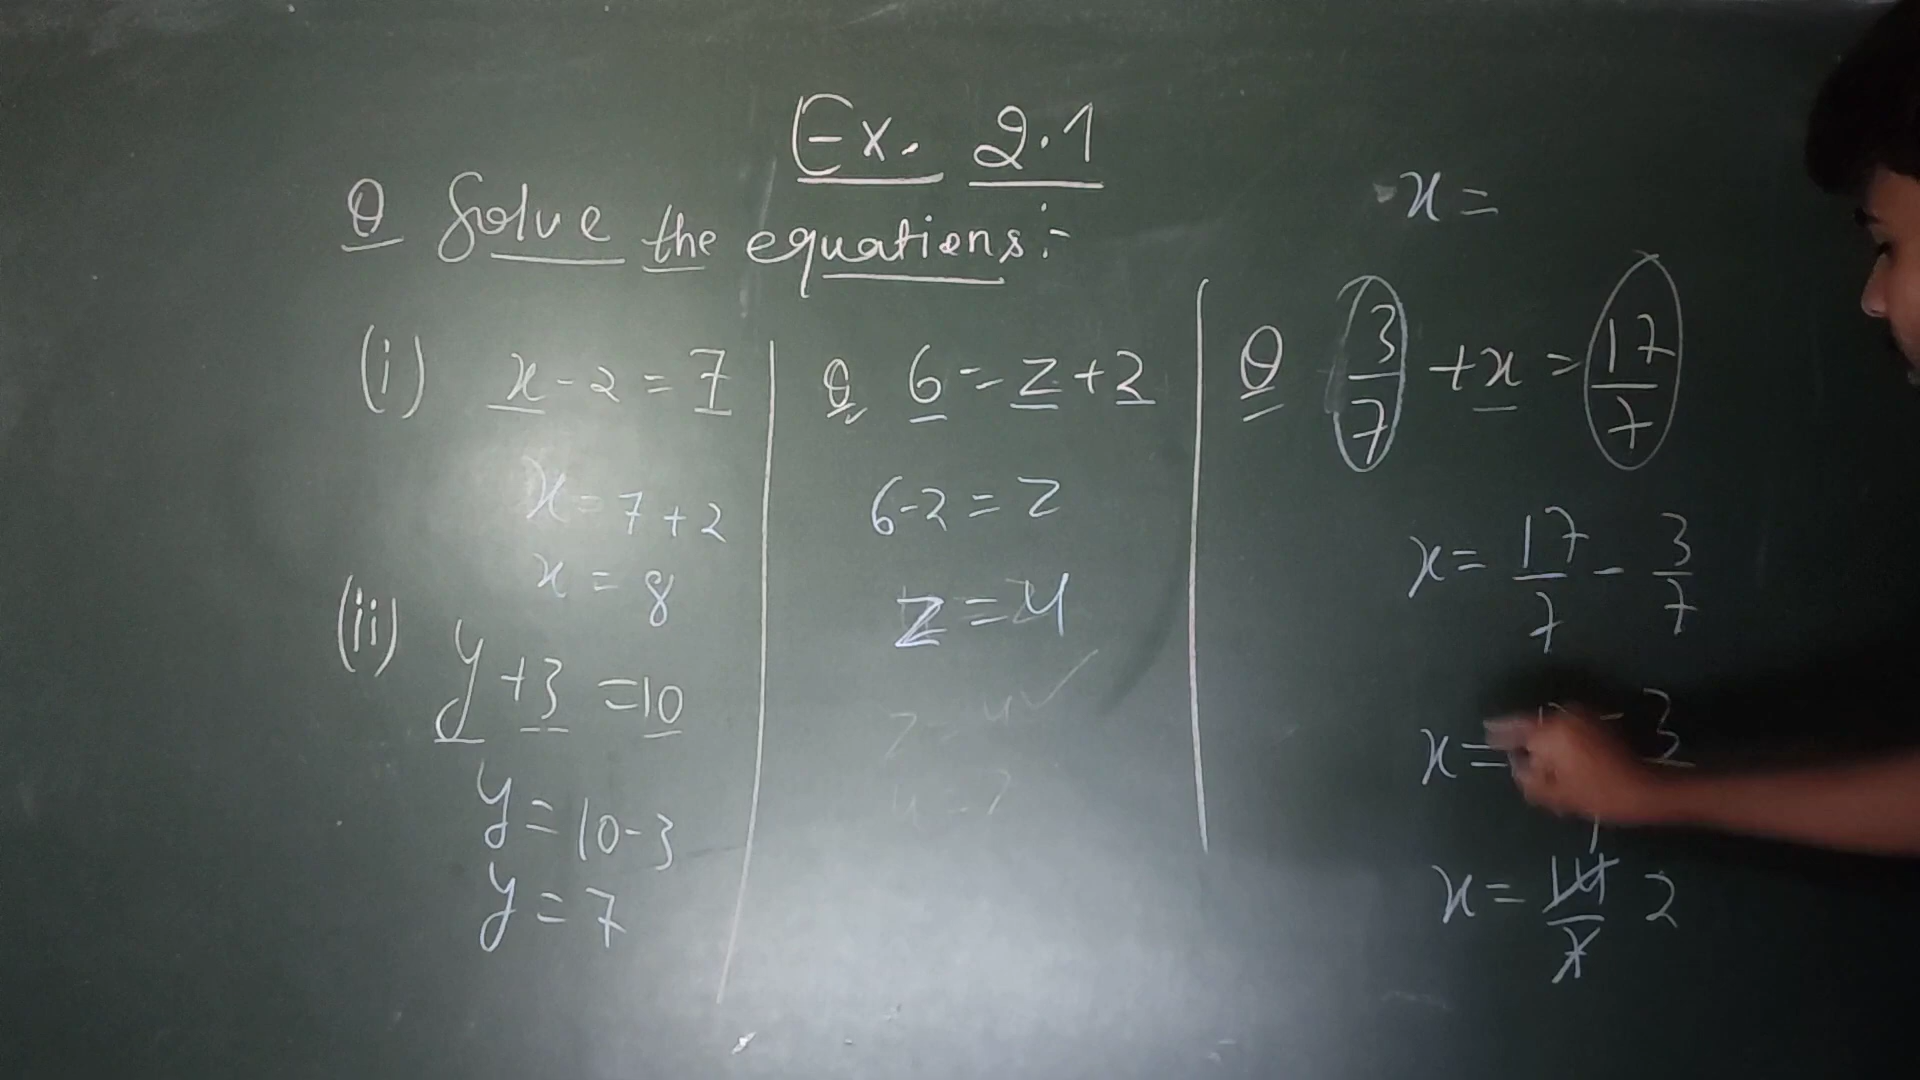 Ex. 2.1
Q Solve the equations:-
(i) x - 2 = 7
x = 7 + 2
x = 8
(ii) y + 3 = 10
y = 10 - 3
y = 7
Q 6 = z + 2
6 - 2 = z
z = 4
x =
Q 3/7 + x = 17/7
x = 17/7 - 3/7
x = - 3
x = 14/7 2